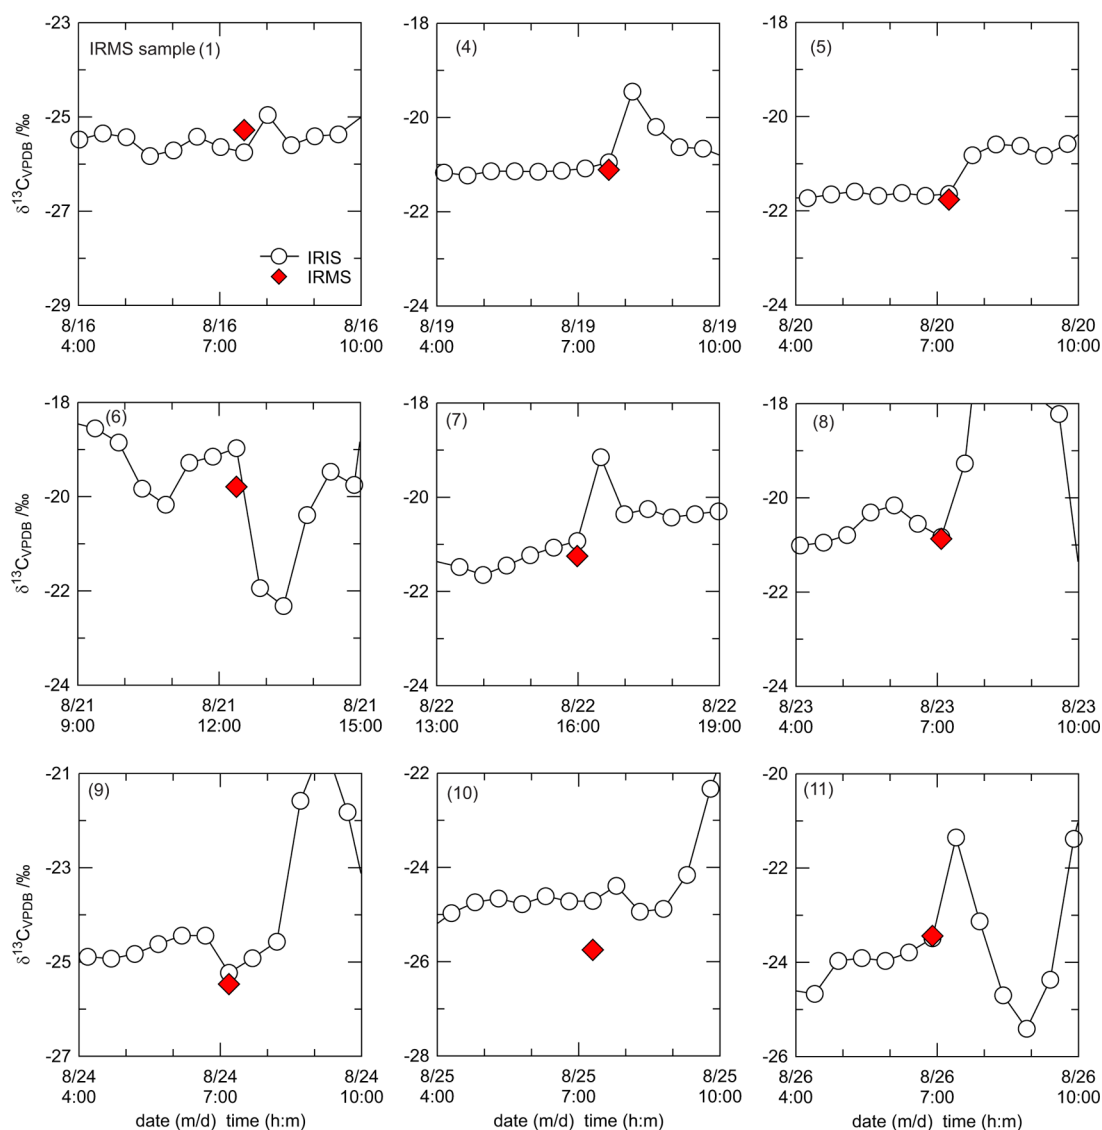 IRMS sample (1)
-23
-25
-27
-29
δ¹³C_VPDB /‰
IRIS
IRMS
8/16 8/16 8/16
4:00 7:00 10:00
(4)
-18
-20
-22
-24
8/19 8/19 8/19
4:00 7:00 10:00
(5)
-18
-20
-22
-24
8/20 8/20 8/20
4:00 7:00 10:00
(6)
-18
-20
-22
-24
δ¹³C_VPDB /‰
8/21 8/21 8/21
9:00 12:00 15:00
(7)
-18
-20
-22
-24
8/22 8/22 8/22
13:00 16:00 19:00
(8)
-18
-20
-22
-24
8/23 8/23 8/23
4:00 7:00 10:00
(9)
-21
-23
-25
-27
δ¹³C_VPDB /‰
8/24 8/24 8/24
4:00 7:00 10:00
date (m/d) time (h:m)
(10)
-22
-24
-26
-28
8/25 8/25 8/25
4:00 7:00 10:00
date (m/d) time (h:m)
(11)
-20
-22
-24
-26
8/26 8/26 8/26
4:00 7:00 10:00
date (m/d) time (h:m)